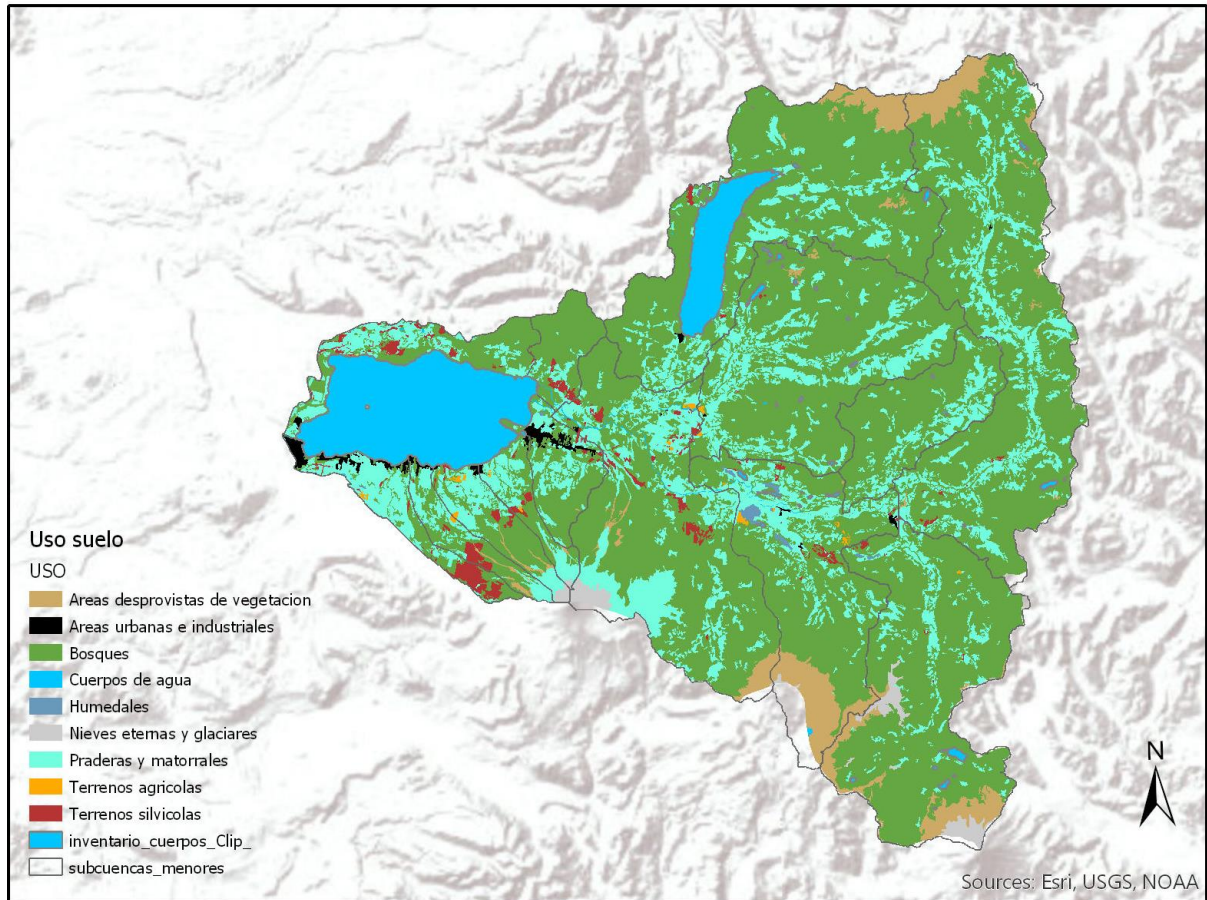 Uso suelo
USO
Areas desprovistas de vegetacion
Areas urbanas e industriales
Bosques
Cuerpos de agua
Humedales
Nieves eternas y glaciares
Praderas y matorrales
Terrenos agricolas
Terrenos silvicolas
inventario_cuerpos_Clip_
subcuencas_menores
N
Sources: Esri, USGS, NOAA